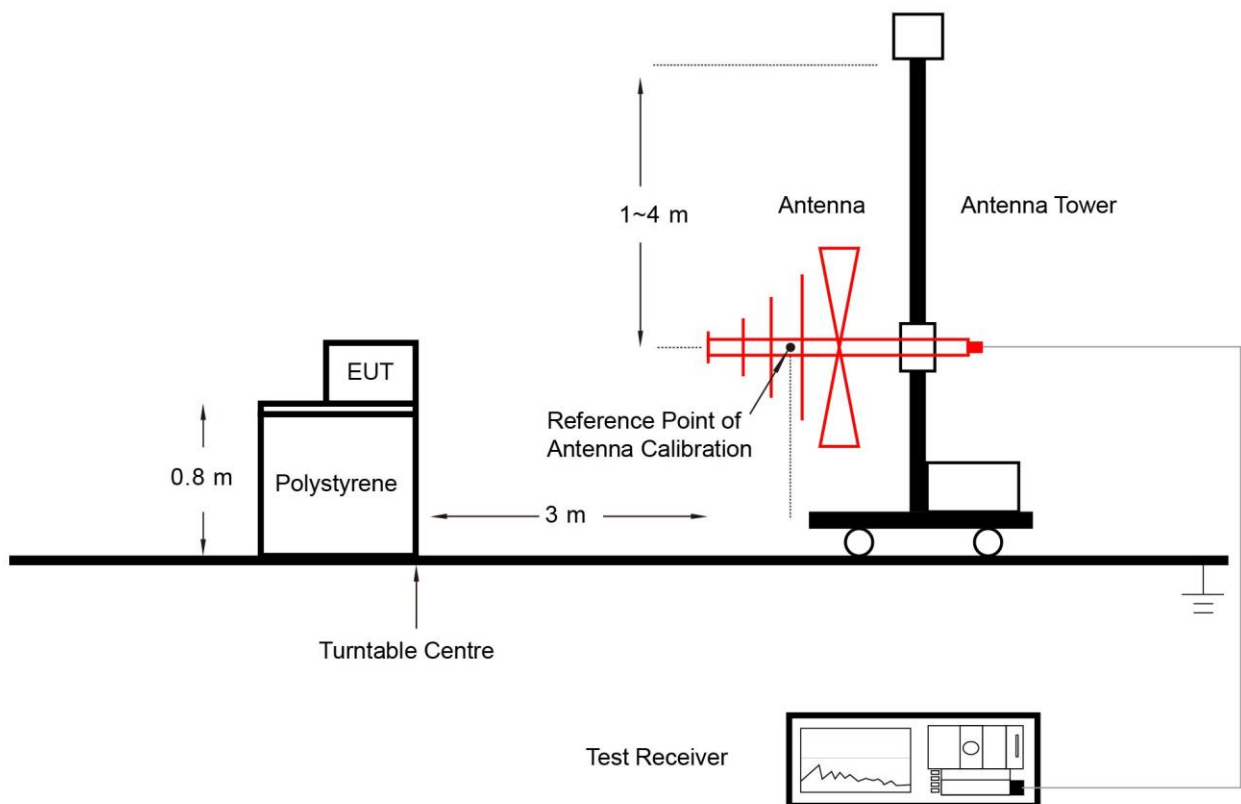 1~4 m
Antenna
Antenna Tower
EUT
Reference Point of
Antenna Calibration
0.8 m
Polystyrene
3 m
Turntable Centre
Test Receiver